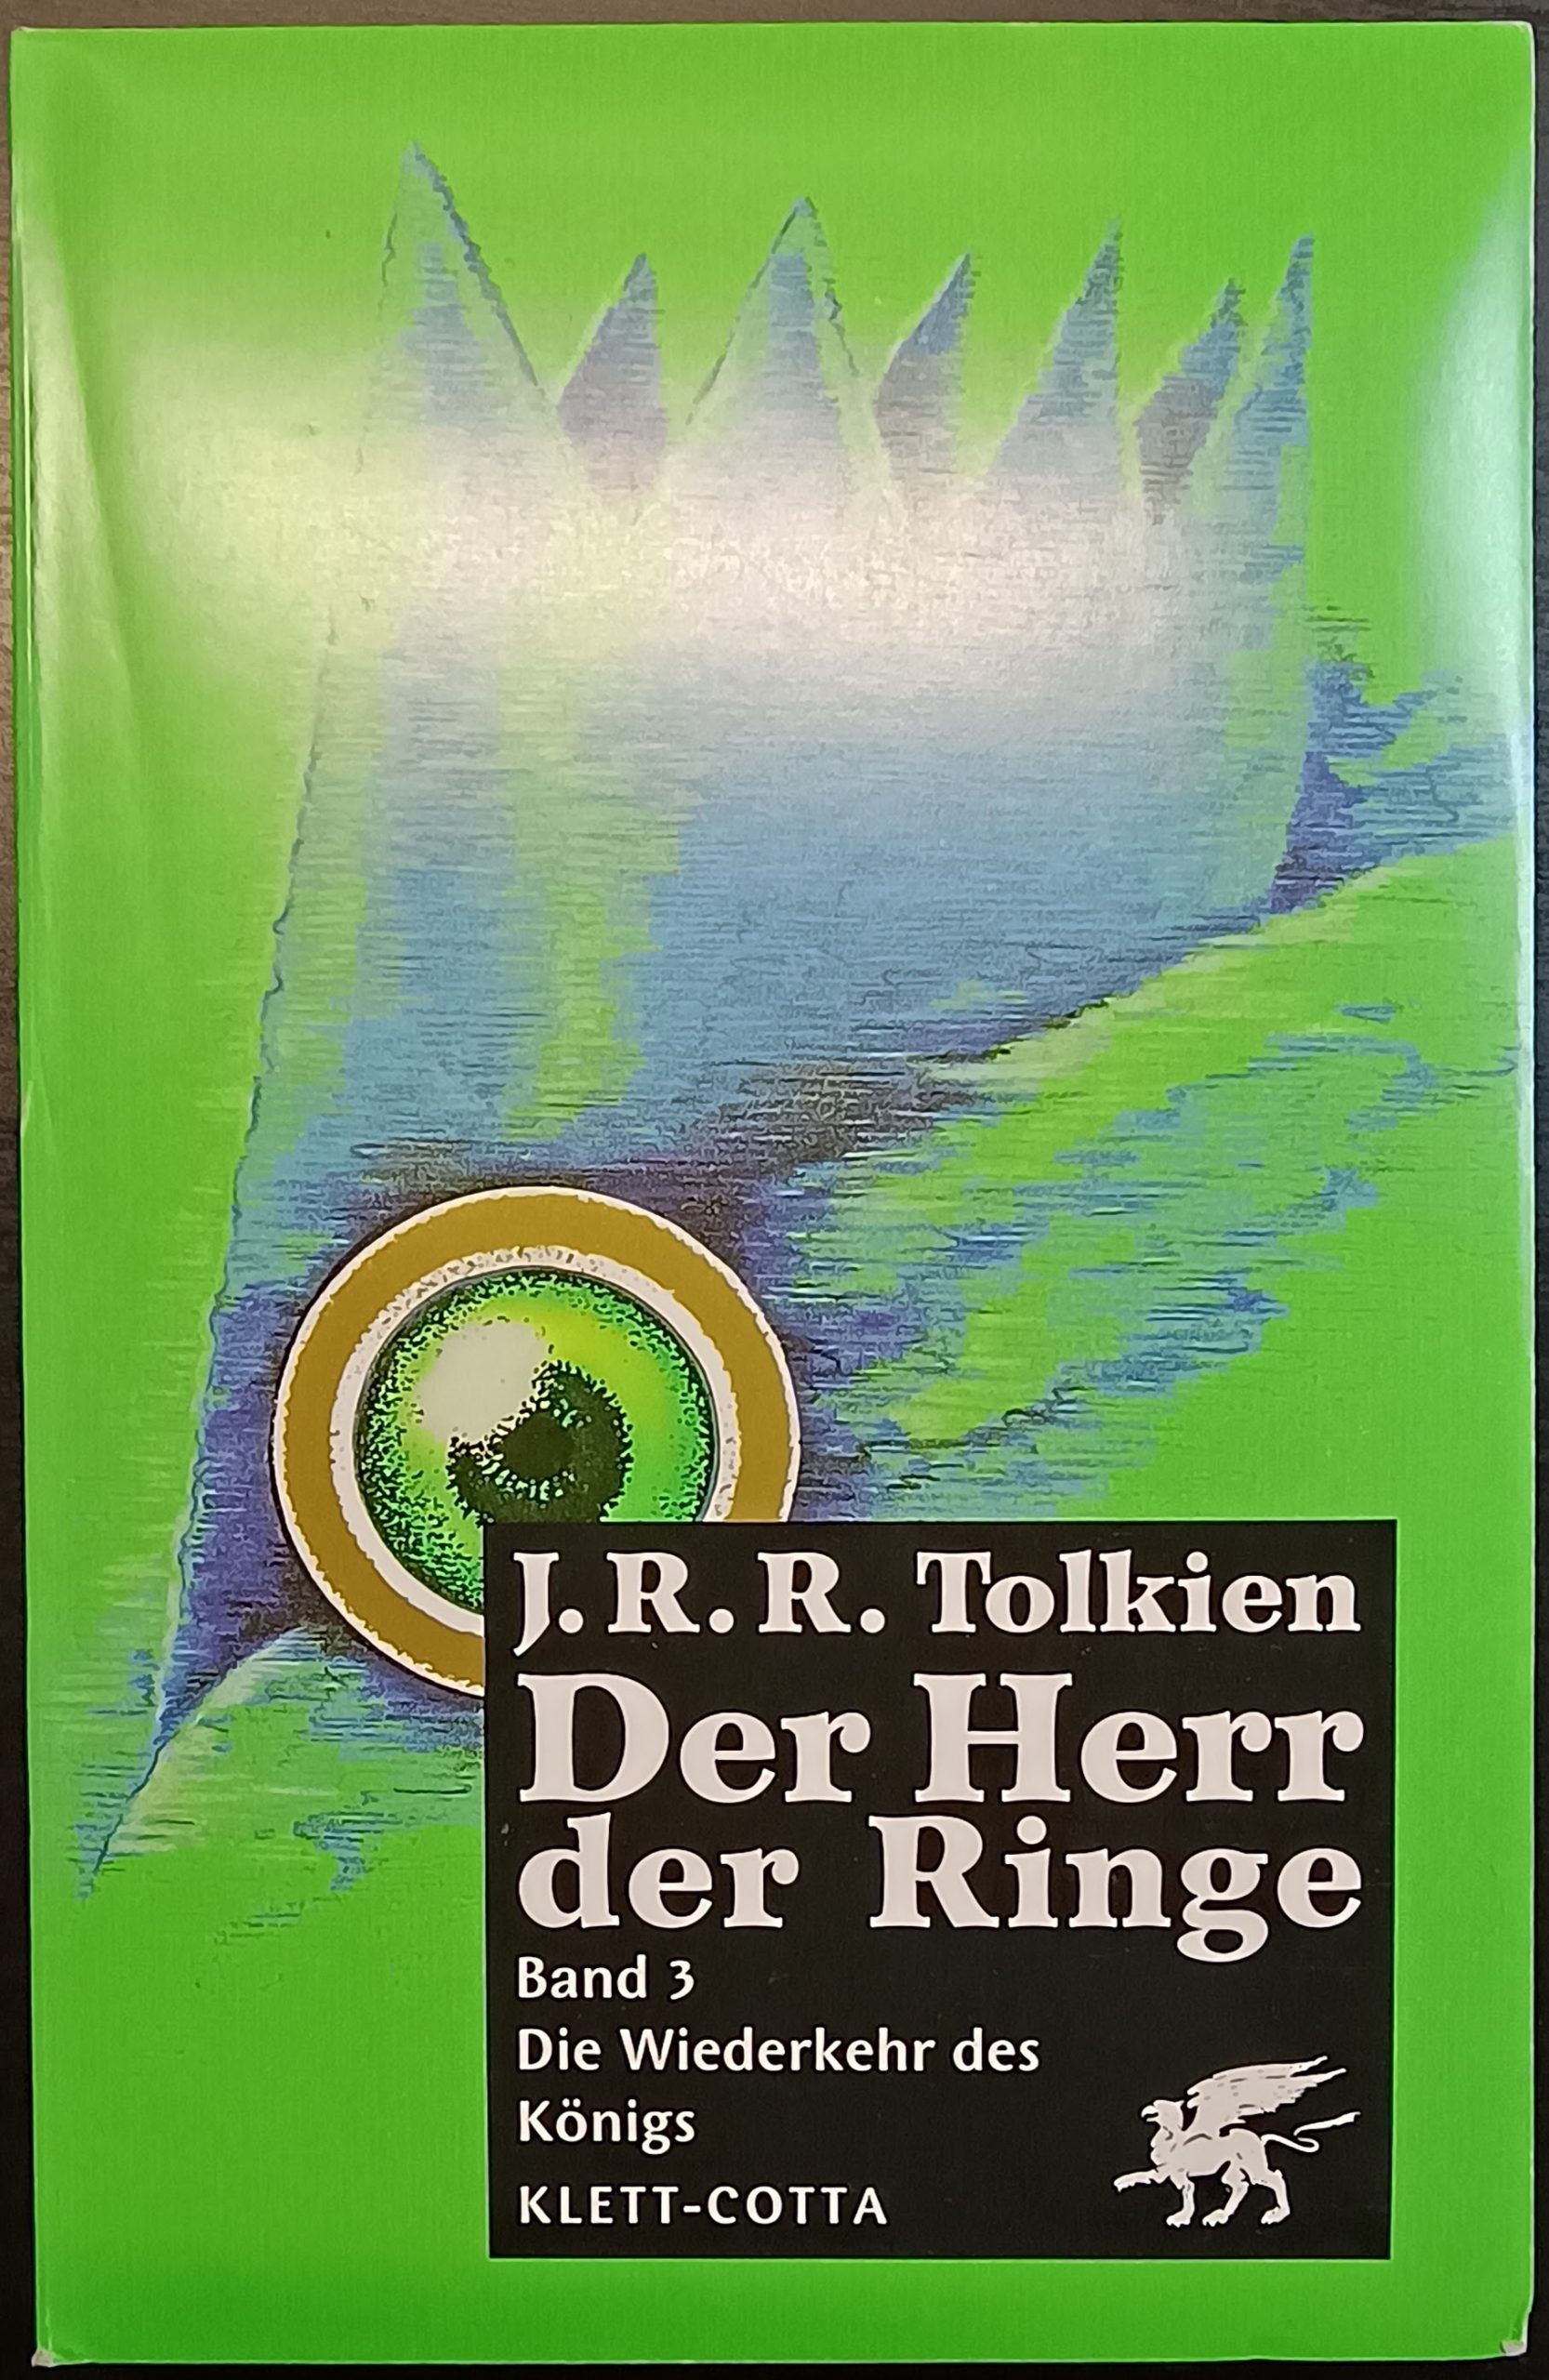 J. R. R. Tolkien
Der Herr
der Ringe
Band 3
Die Wiederkehr des
Königs
KLETT-COTTA